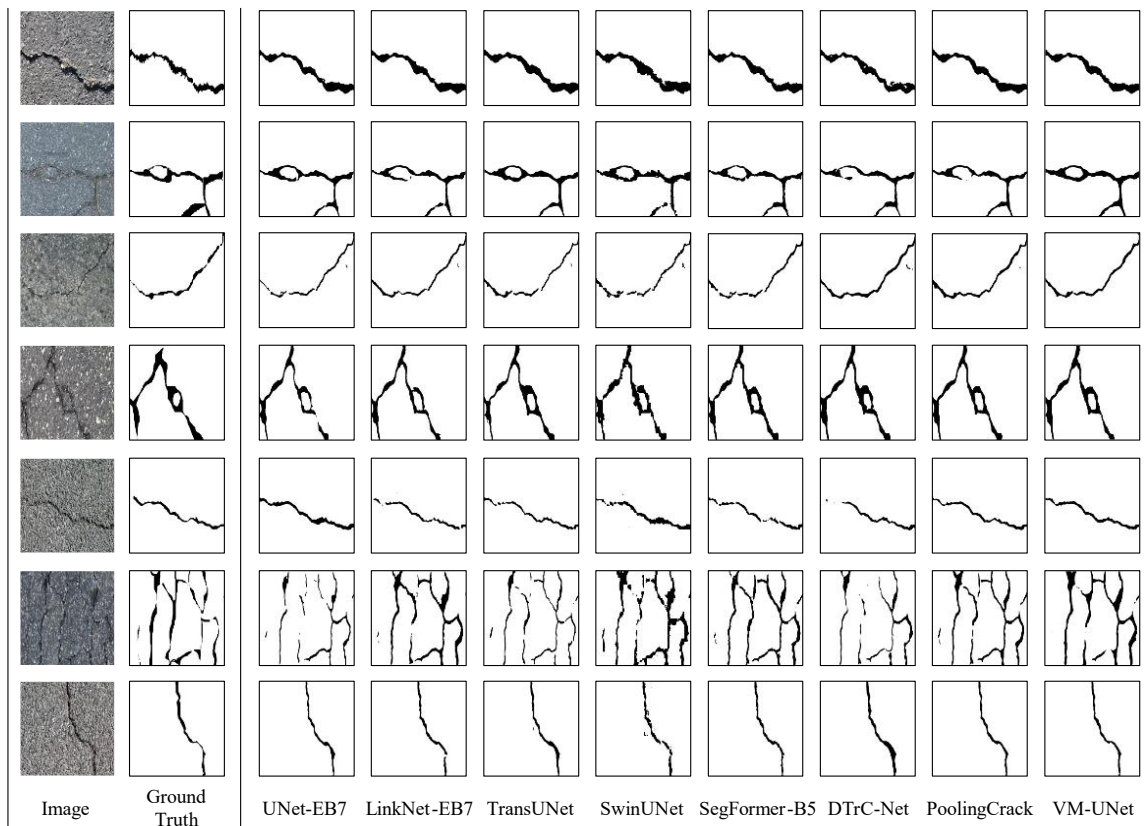 Image
Ground
Truth
UNet-EB7
LinkNet-EB7
TransUNet
SwinUNet
SegFormer-B5
DTrC-Net
PoolingCrack
VM-UNet